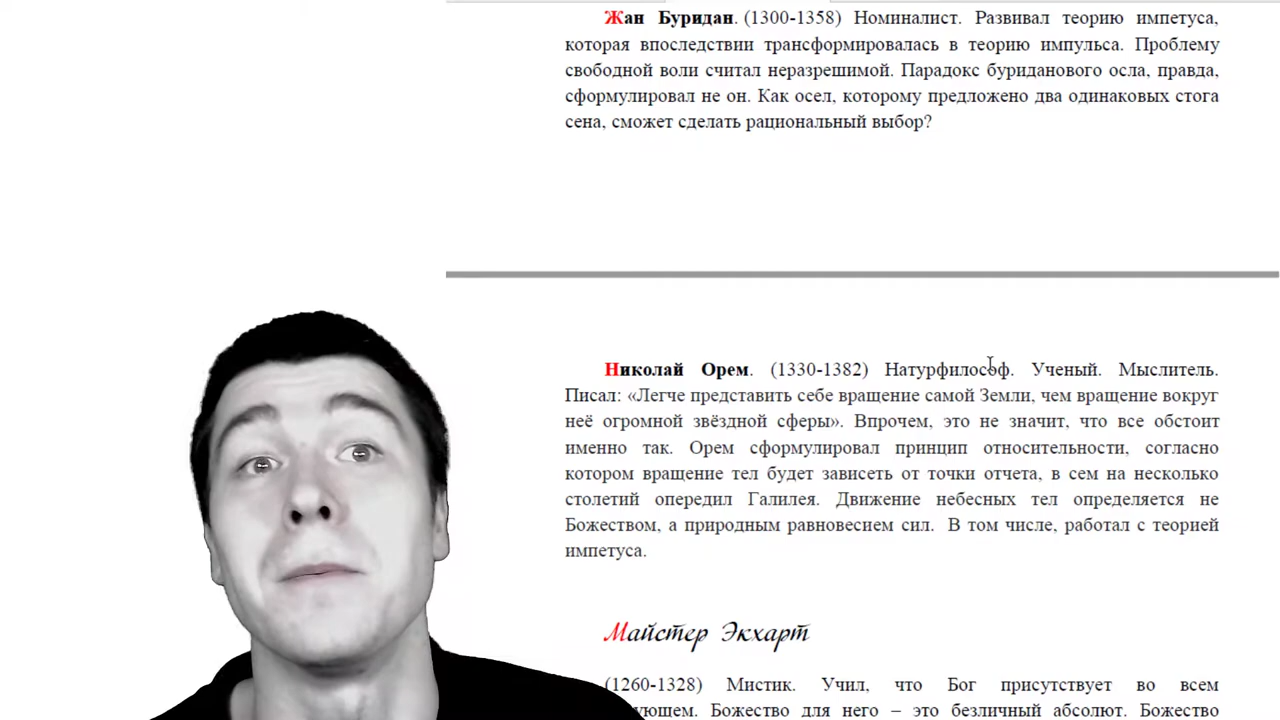 Жан Буридан. (1300-1358) Номиналист. Развивал теорию импетуса,
которая впоследствии трансформировалась в теорию импульса. Проблему
свободной воли считал неразрешимой. Парадокс буриданового осла, правда,
сформулировал не он. Как осел, которому предложено два одинаковых стога
сена, сможет сделать рациональный выбор?
Николай Орем. (1330-1382) Натурфилософ. Ученый. Мыслитель.
Писал: «Легче представить себе вращение самой Земли, чем вращение вокруг
неё огромной звёздной сферы». Впрочем, это не значит, что все обстоит
именно так. Орем сформулировал принцип относительности, согласно
котором вращение тел будет зависеть от точки отчета, в сем на несколько
столетий опередил Галилея. Движение небесных тел определяется не
Божеством, а природным равновесием сил. В том числе, работал с теорией
импетуса.
Майстер Экхарт
(1260-1328) Мистик. Учил, что Бог присутствует во всем
Божество для него – это безличный абсолют. Божество